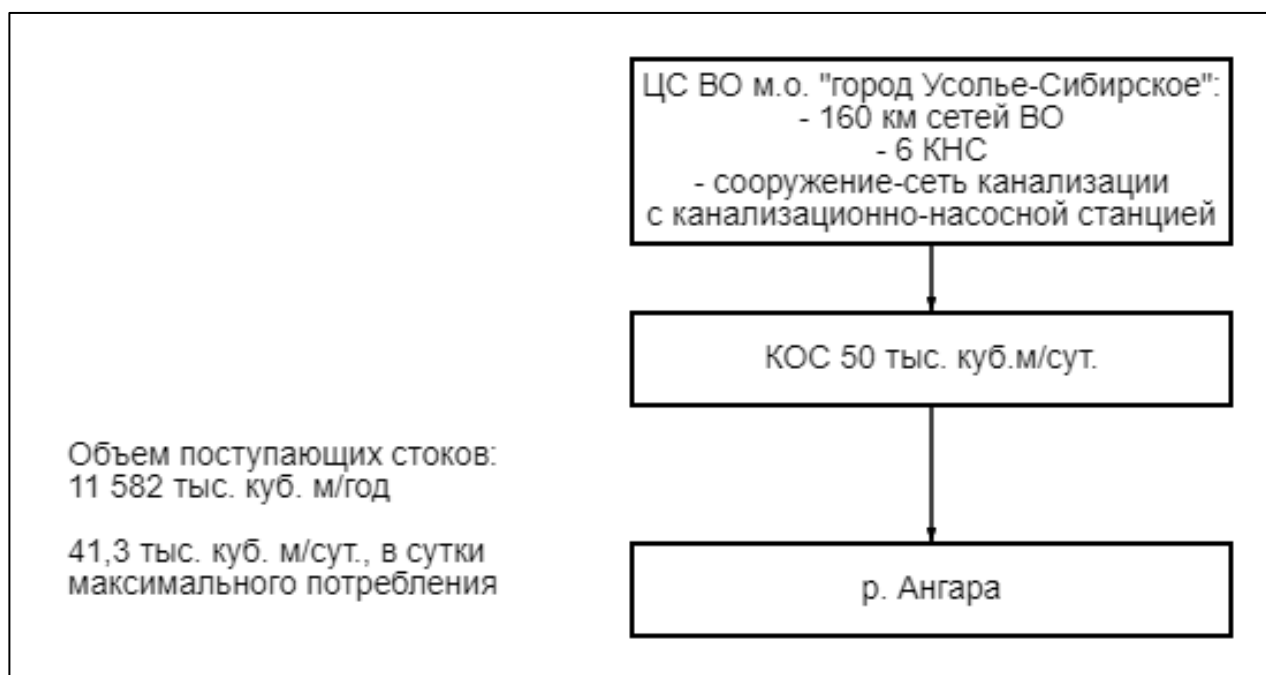 ЦС ВО м.о. "город Усолье-Сибирское":
- 160 км сетей ВО
- 6 КНС
- сооружение-сеть канализации
с канализационно-насосной станцией
КОС 50 тыс. куб.м/сут.
Объем поступающих стоков:
11 582 тыс. куб. м/год
41,3 тыс. куб. м/сут., в сутки
максимального потребления
р. Ангара